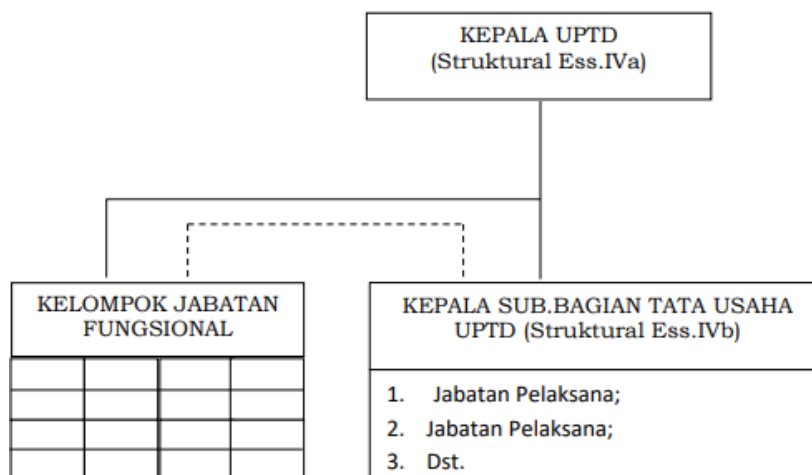 KEPALA UPTD
(Struktural Ess.IVa)
KELOMPOK JABATAN
FUNGSIONAL
KEPALA SUB.BAGIAN TATA USAHA
UPTD (Struktural Ess.IVb)
1. Jabatan Pelaksana;
2. Jabatan Pelaksana;
3. Dst.